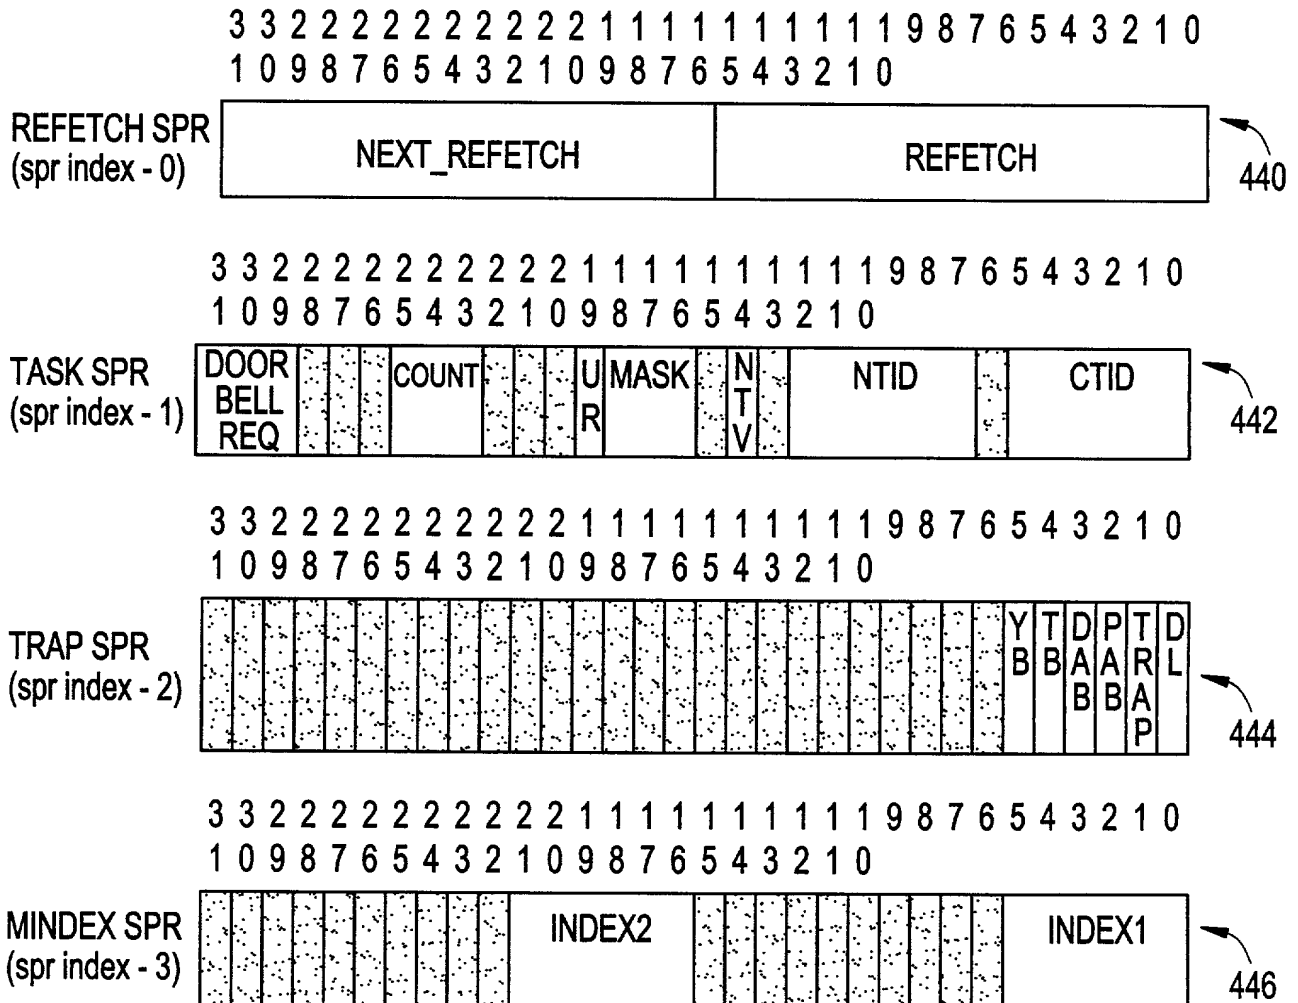 3 3 2 2 2 2 2 2 2 2 2 2 1 1 1 1 1 1 1 1 1 1 9 8 7 6 5 4 3 2 1 0
1 0 9 8 7 6 5 4 3 2 1 0 9 8 7 6 5 4 3 2 1 0
REFETCH SPR
(spr index - 0)
NEXT_REFETCH
REFETCH
440
3 3 2 2 2 2 2 2 2 2 2 2 1 1 1 1 1 1 1 1 1 1 9 8 7 6 5 4 3 2 1 0
1 0 9 8 7 6 5 4 3 2 1 0 9 8 7 6 5 4 3 2 1 0
TASK SPR
(spr index - 1)
DOOR
BELL
REQ
COUNT
UR
MASK
NTV
NTID
CTID
442
3 3 2 2 2 2 2 2 2 2 2 2 1 1 1 1 1 1 1 1 1 1 9 8 7 6 5 4 3 2 1 0
1 0 9 8 7 6 5 4 3 2 1 0 9 8 7 6 5 4 3 2 1 0
TRAP SPR
(spr index - 2)
YB
TB
DAB
PAB
TRAP
DL
444
3 3 2 2 2 2 2 2 2 2 2 2 1 1 1 1 1 1 1 1 1 1 9 8 7 6 5 4 3 2 1 0
1 0 9 8 7 6 5 4 3 2 1 0 9 8 7 6 5 4 3 2 1 0
MINDEX SPR
(spr index - 3)
INDEX2
INDEX1
446